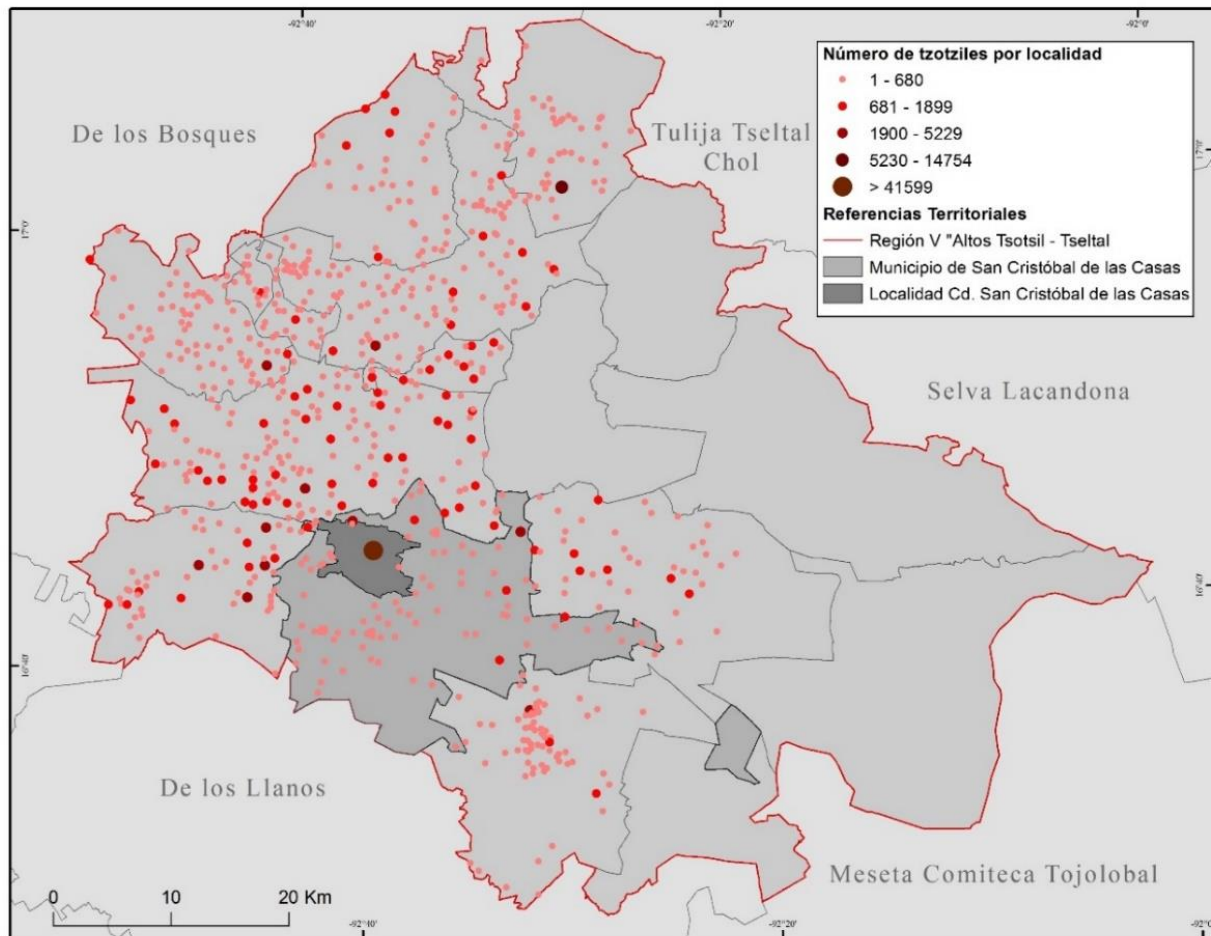 -92°40'
-92°20'
-92°0'
Número de tzotziles por localidad
1 - 680
681 - 1899
1900 - 5229
5230 - 14754
> 41599
Referencias Territoriales
Región V "Altos Tsotsil - Tseltal
Municipio de San Cristóbal de las Casas
Localidad Cd. San Cristóbal de las Casas
De los Bosques
Tulija Tseltal
Chol
17°0'
17°0'
Selva Lacandona
16°40'
16°40'
De los Llanos
Meseta Comiteca Tojolobal
0 10 20 Km
-92°40'
-92°20'